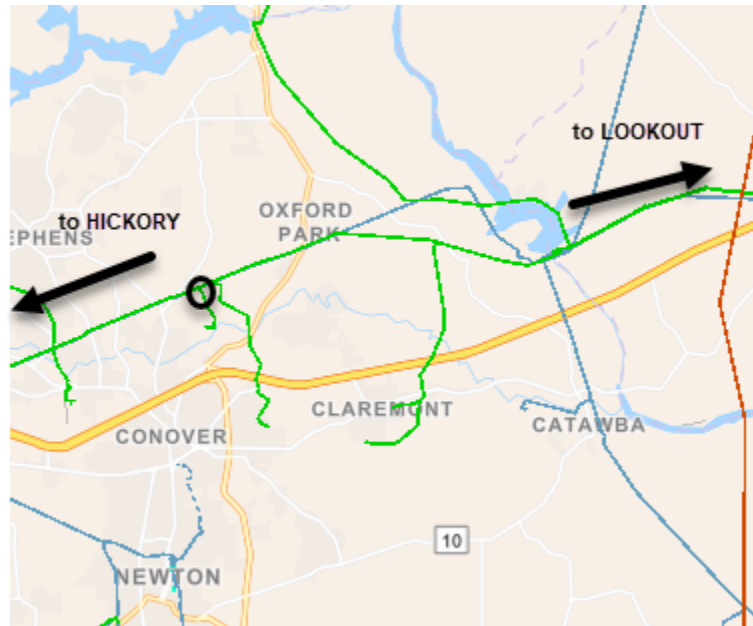 to LOOKOUT
to HICKORY
EPHENS
OXFORD
PARK
CLAREMONT
CONOVER
CATAWBA
10
NEWTON